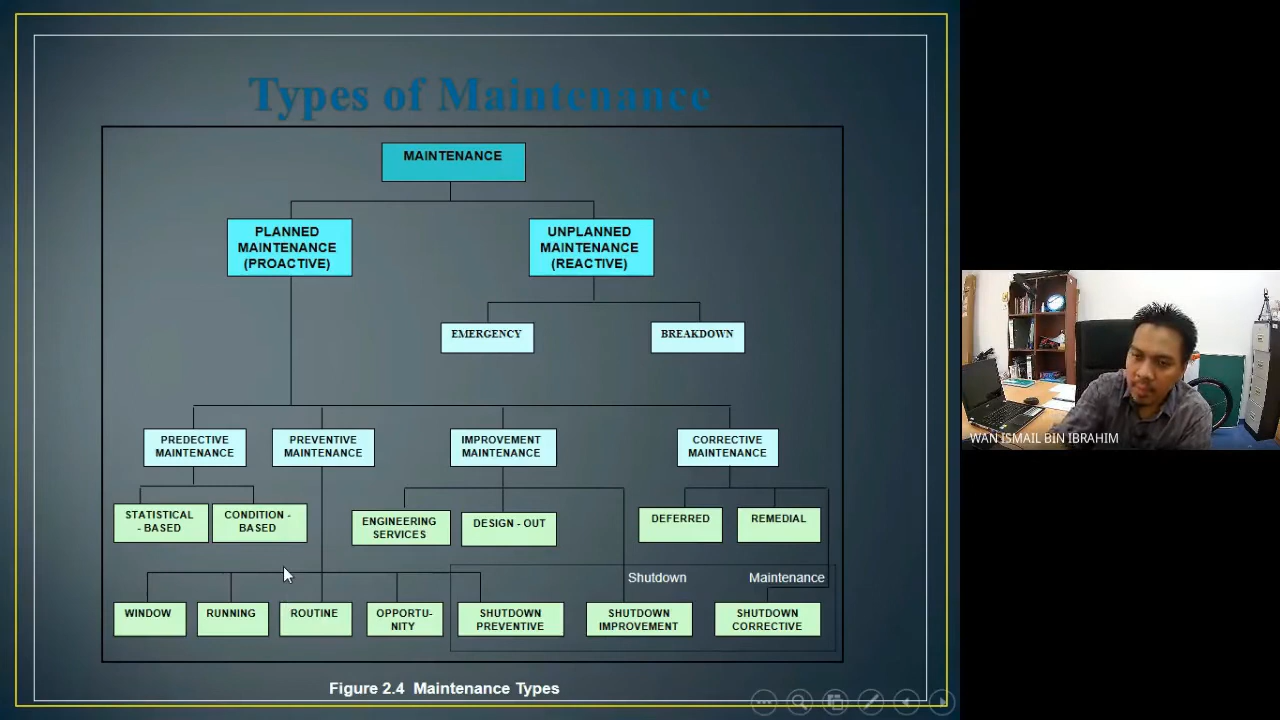 Types of Maintenance
MAINTENANCE
PLANNED
MAINTENANCE
(PROACTIVE)
UNPLANNED
MAINTENANCE
(REACTIVE)
EMERGENCY
BREAKDOWN
PREDECTIVE
MAINTENANCE
PREVENTIVE
MAINTENANCE
IMPROVEMENT
MAINTENANCE
CORRECTIVE
MAINTENANCE
STATISTICAL
- BASED
CONDITION -
BASED
ENGINEERING
SERVICES
DESIGN - OUT
DEFERRED
REMEDIAL
Shutdown Maintenance
WINDOW
RUNNING
ROUTINE
OPPORTU-
NITY
SHUTDOWN
PREVENTIVE
SHUTDOWN
IMPROVEMENT
SHUTDOWN
CORRECTIVE
Figure 2.4 Maintenance Types
WAN ISMAIL BIN IBRAHIM